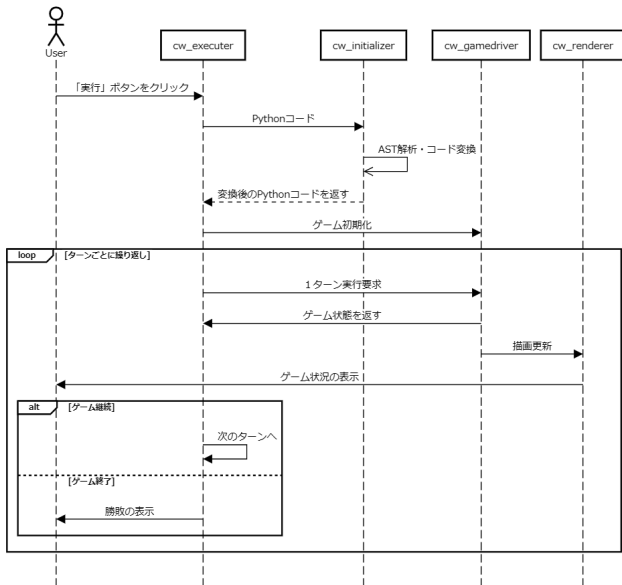 User
cw_executer
cw_initializer
cw_gamedriver
cw_renderer
「実行」ボタンをクリック
Pythonコード
AST解析・コード変換
変換後のPythonコードを返す
ゲーム初期化
loop
[ターンごとに繰り返し]
1ターン実行要求
ゲーム状態を返す
描画更新
ゲーム状況の表示
alt
[ゲーム継続]
次のターンへ
[ゲーム終了]
勝敗の表示